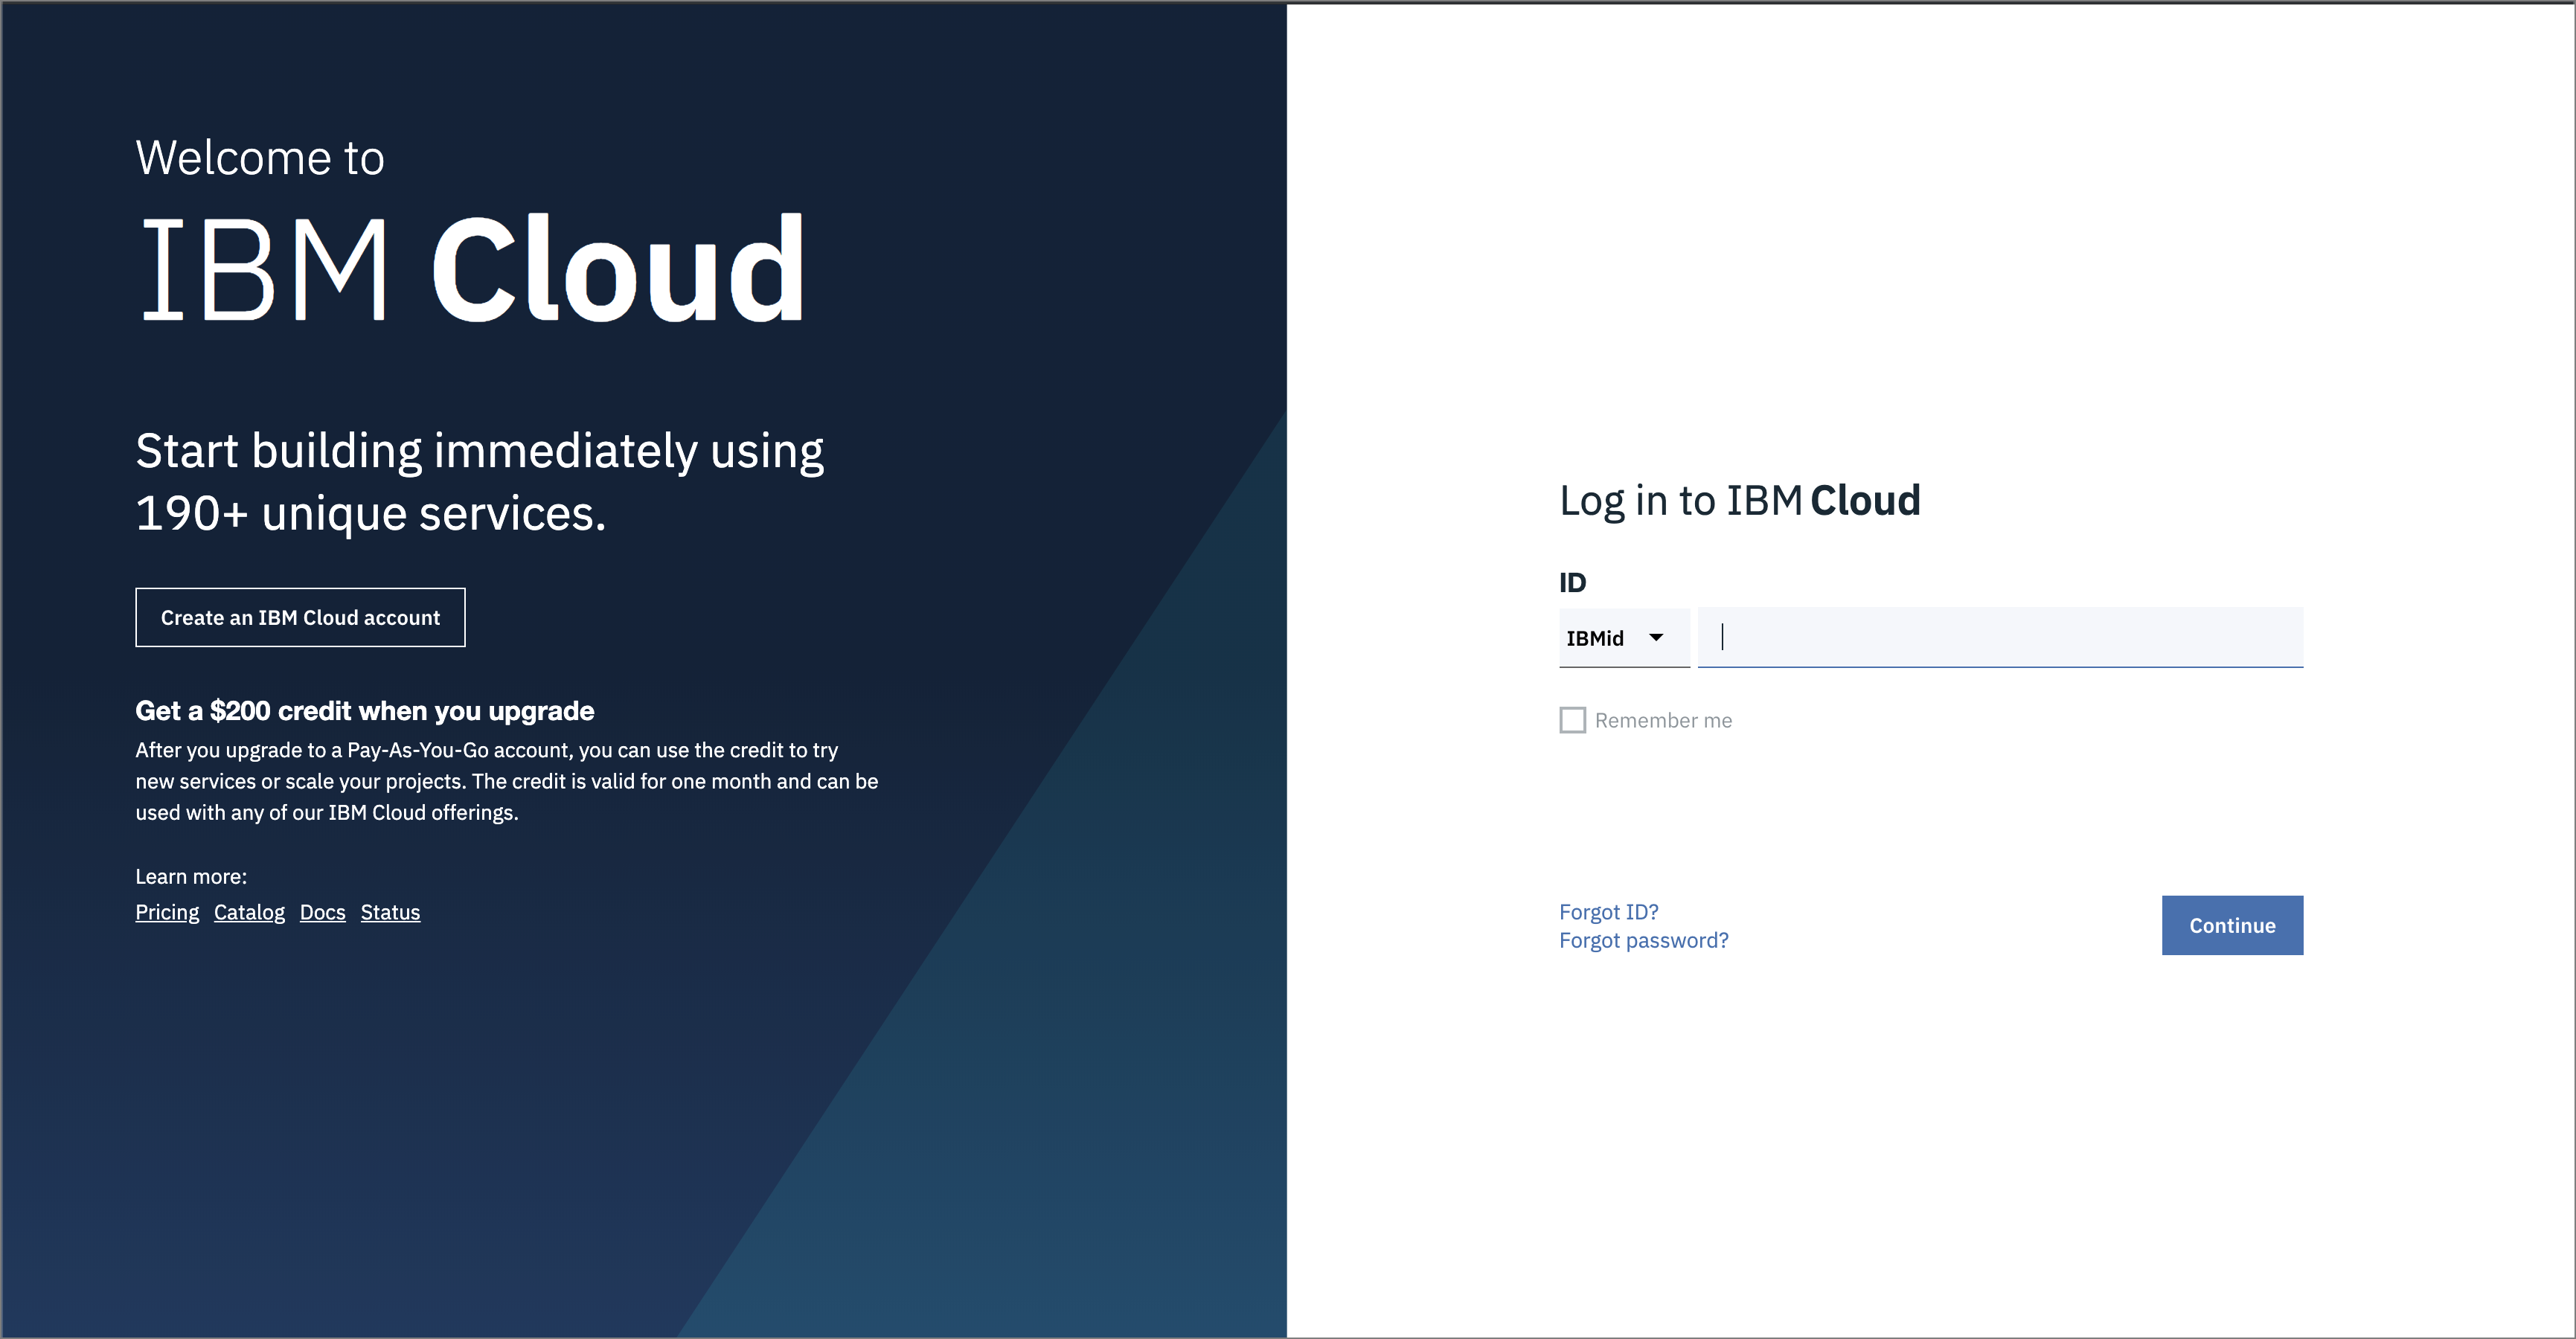 Welcome to
IBM Cloud
Start building immediately using
190+ unique services.
Create an IBM Cloud account
Get a $200 credit when you upgrade
After you upgrade to a Pay-As-You-Go account, you can use the credit to try
new services or scale your projects. The credit is valid for one month and can be
used with any of our IBM Cloud offerings.
Learn more:
Pricing Catalog Docs Status
Log in to IBM Cloud
ID
IBMid
Remember me
Forgot ID?
Forgot password?
Continue